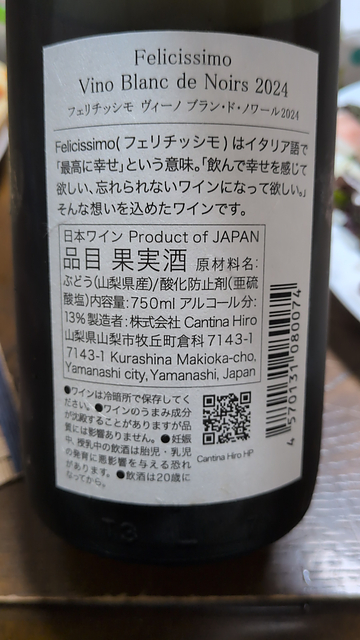 Felicissimo
Vino Blanc de Noirs 2024
フェリチッシモ ヴィーノ ブラン・ド・ノワール2024
Felicissimo(フェリチッシモ)はイタリア語で
「最高に幸せ」という意味。「飲んで幸せを感じて
欲しい、忘れられないワインになって欲しい。」
そんな想いを込めたワインです。
日本ワイン Product of JAPAN
品目 果実酒 原材料名:
ぶどう(山梨県産)/酸化防止剤(亜硫
酸塩)内容量:750ml アルコール分:
13% 製造者:株式会社 Cantina Hiro
山梨県山梨市牧丘町倉科 7143-1
7143-1 Kurashina Makioka-cho,
Yamanashi city, Yamanashi, Japan
●ワインは冷暗所で保存してく
ださい。●ワインのうまみ成分
が沈殿することがありますが品
質には影響ありません。●妊娠
中、授乳中の飲酒は胎児・乳児
の発育に悪影響を与える恐れ
があります。●飲酒は20歳に
なってから。
Cantina Hiro HP
4570131080074